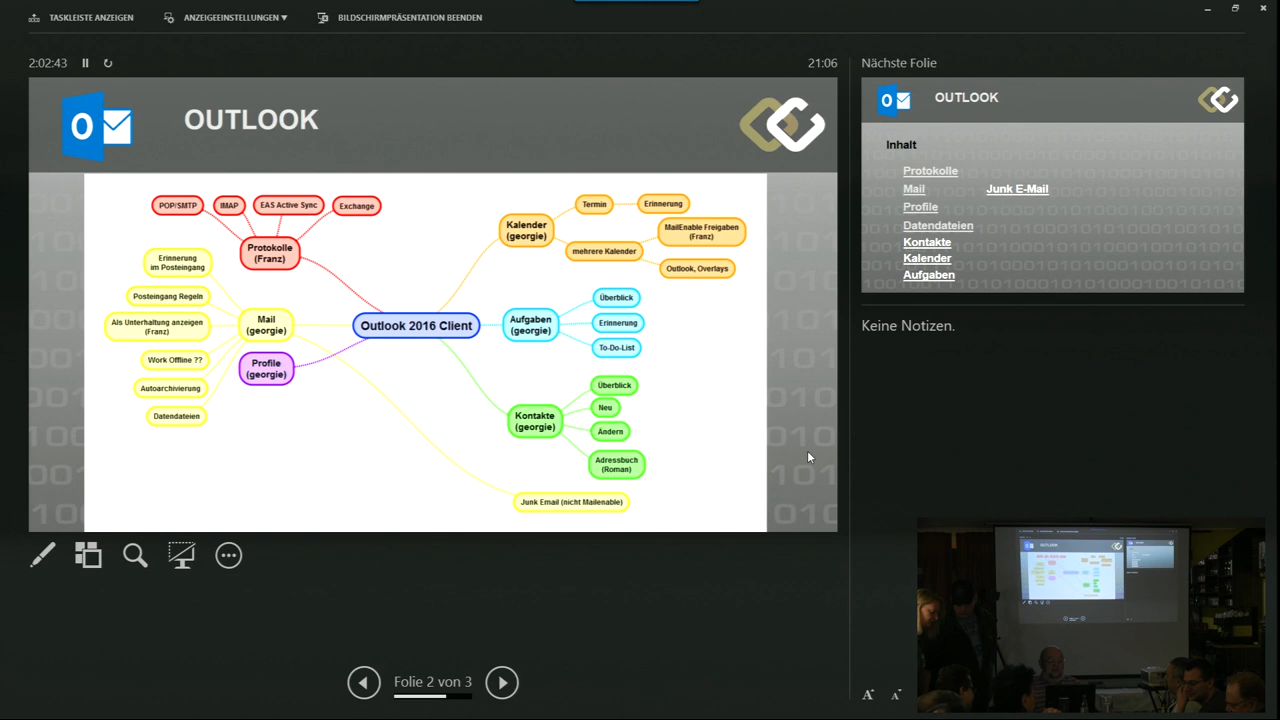 TASKLEISTE ANZEIGEN
ANZEIGEEINSTELLUNGEN ▾
BILDSCHIRMPRÄSENTATION BEENDEN
2:02:43
21:06
OUTLOOK
POP/SMTP
IMAP
EAS Active Sync
Exchange
Protokolle
(Franz)
Erinnerung
im Posteingang
Posteingang Regeln
Als Unterhaltung anzeigen
(Franz)
Work Offline ??
Autoarchivierung
Datendateien
Mail
(georgie)
Profile
(georgie)
Outlook 2016 Client
Kalender
(georgie)
Termin
Erinnerung
mehrere Kalender
MailEnable Freigaben
(Franz)
Outlook, Overlays
Aufgaben
(georgie)
Überblick
Erinnerung
To-Do-List
Kontakte
(georgie)
Überblick
Neu
Ändern
Adressbuch
(Roman)
Junk Email (nicht Mailenable)
Folie 2 von 3
Nächste Folie
OUTLOOK
Inhalt
Protokolle
Mail Junk E-Mail
Profile
Datendateien
Kontakte
Kalender
Aufgaben
Keine Notizen.